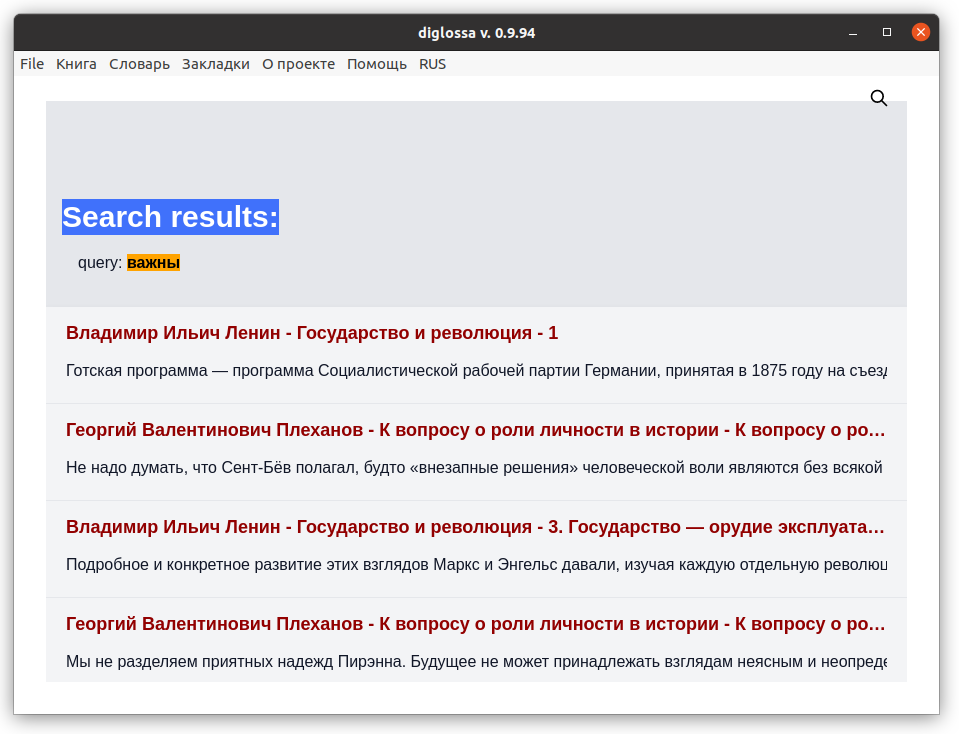 diglossa v. 0.9.94
File Книга Словарь Закладки О проекте Помощь RUS
Search results:
query: важны
Владимир Ильич Ленин - Государство и революция - 1
Готская программа — программа Социалистической рабочей партии Германии, принятая в 1875 году на съезд
Георгий Валентинович Плеханов - К вопросу о роли личности в истории - К вопросу о ро…
Не надо думать, что Сент-Бёв полагал, будто «внезапные решения» человеческой воли являются без всякой
Владимир Ильич Ленин - Государство и революция - 3. Государство — орудие эксплуата…
Подробное и конкретное развитие этих взглядов Маркс и Энгельс давали, изучая каждую отдельную революц
Георгий Валентинович Плеханов - К вопросу о роли личности в истории - К вопросу о ро…
Мы не разделяем приятных надежд Пирэнна. Будущее не может принадлежать взглядам неясным и неопреде